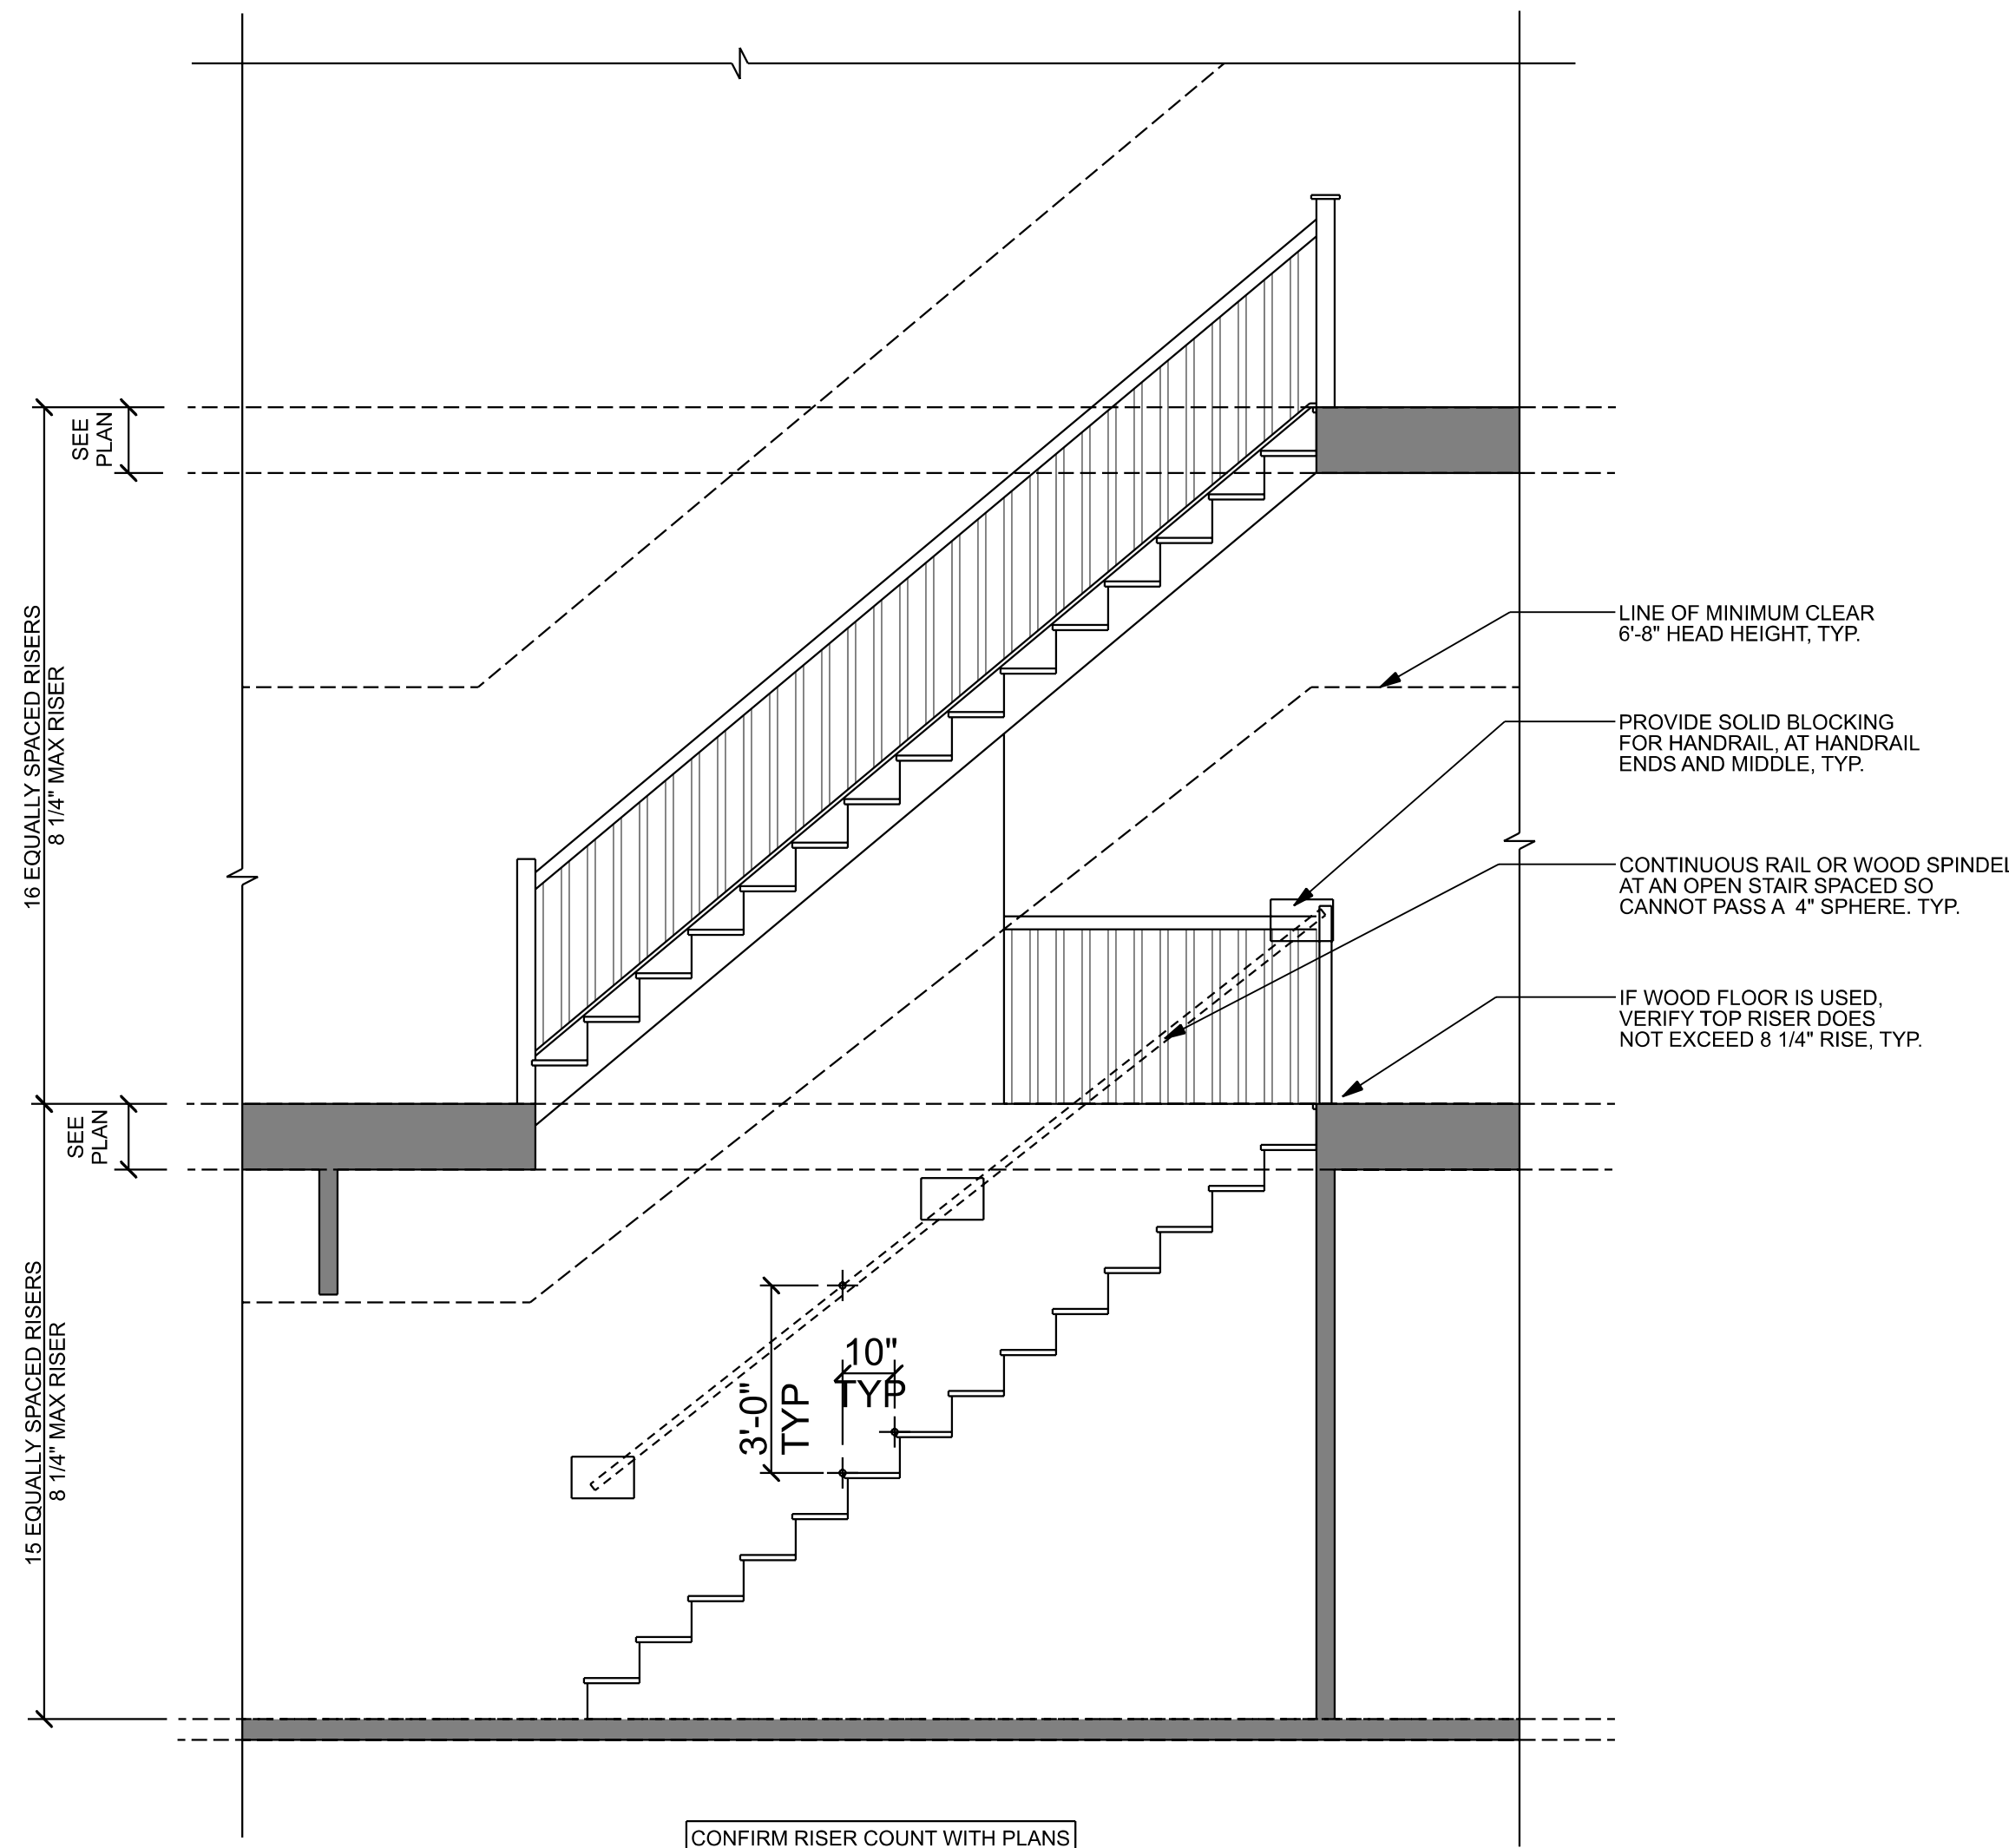 SEE
PLAN
16 EQUALLY SPACED RISERS
8 1/4" MAX RISER
SEE
PLAN
15 EQUALLY SPACED RISERS
8 1/4" MAX RISER
LINE OF MINIMUM CLEAR
6'-8" HEAD HEIGHT, TYP.
PROVIDE SOLID BLOCKING
FOR HANDRAIL, AT HANDRAIL
ENDS AND MIDDLE, TYP.
CONTINUOUS RAIL OR WOOD SPINDEL
AT AN OPEN STAIR SPACED SO
CANNOT PASS A 4" SPHERE. TYP.
IF WOOD FLOOR IS USED,
VERIFY TOP RISER DOES
NOT EXCEED 8 1/4" RISE, TYP.
10"
TYP
3'-0"
TYP
CONFIRM RISER COUNT WITH PLANS